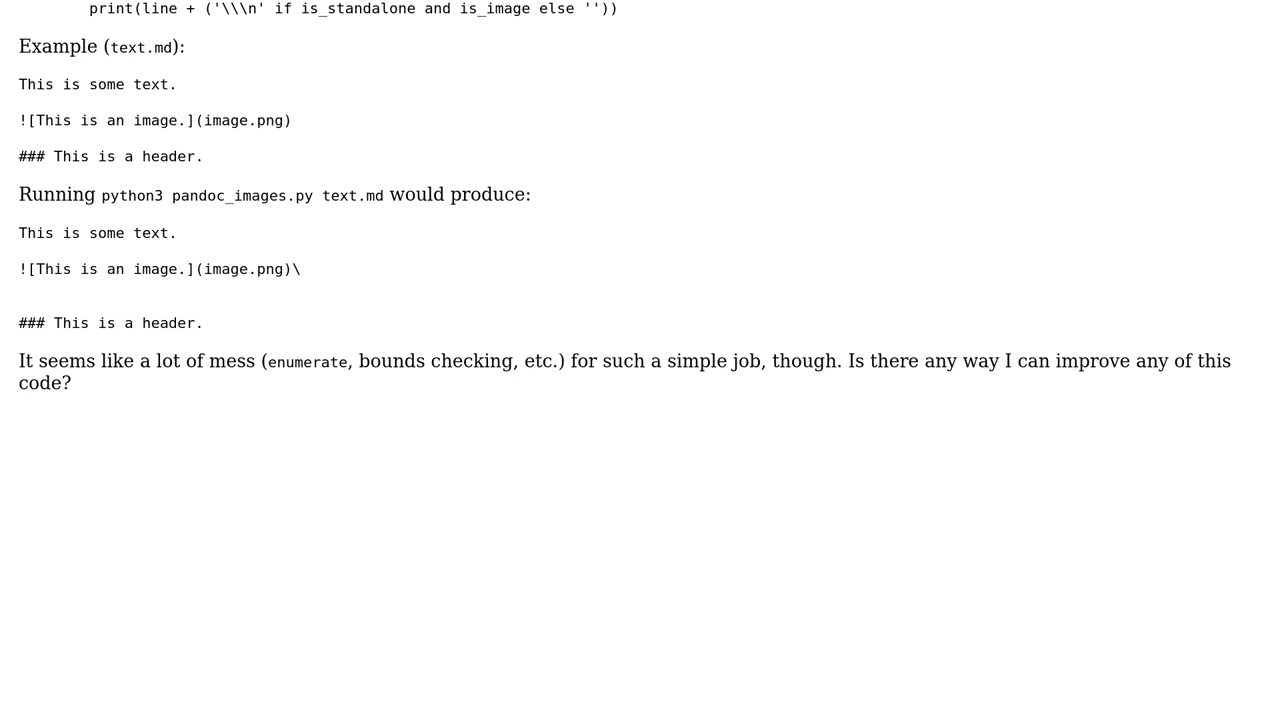 print(line + ('\\\n' if is_standalone and is_image else ''))
Example (text.md):
This is some text.
![This is an image.](image.png)
### This is a header.
Running python3 pandoc_images.py text.md would produce:
This is some text.
![This is an image.](image.png)\
### This is a header.
It seems like a lot of mess (enumerate, bounds checking, etc.) for such a simple job, though. Is there any way I can improve any of this
code?